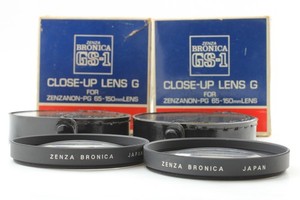 ZENZA
BRONICA
GS-1
CLOSE-UP LENS G
FOR
ZENZANON-PG 65-150mm LENS
ZENZA
BRONICA
GS-1
CLOSE-UP LENS G
FOR
ZENZANON-PG 65-150mm LENS
ZENZA BRONICA JAPAN
ZENZA BRONICA JAPAN